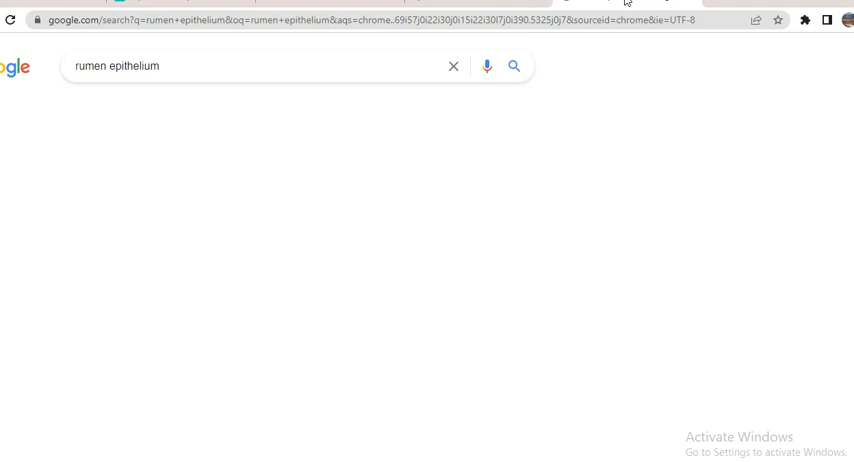 google.com/search?q=rumen+epithelium&oq=rumen+epithelium&aqs=chrome..69i57j0i22i30j0i15i22i30l7j0i390.5325j0j7&sourceid=chrome&ie=UTF-8
ogle
rumen epithelium
Activate Windows
Go to Settings to activate Windows.